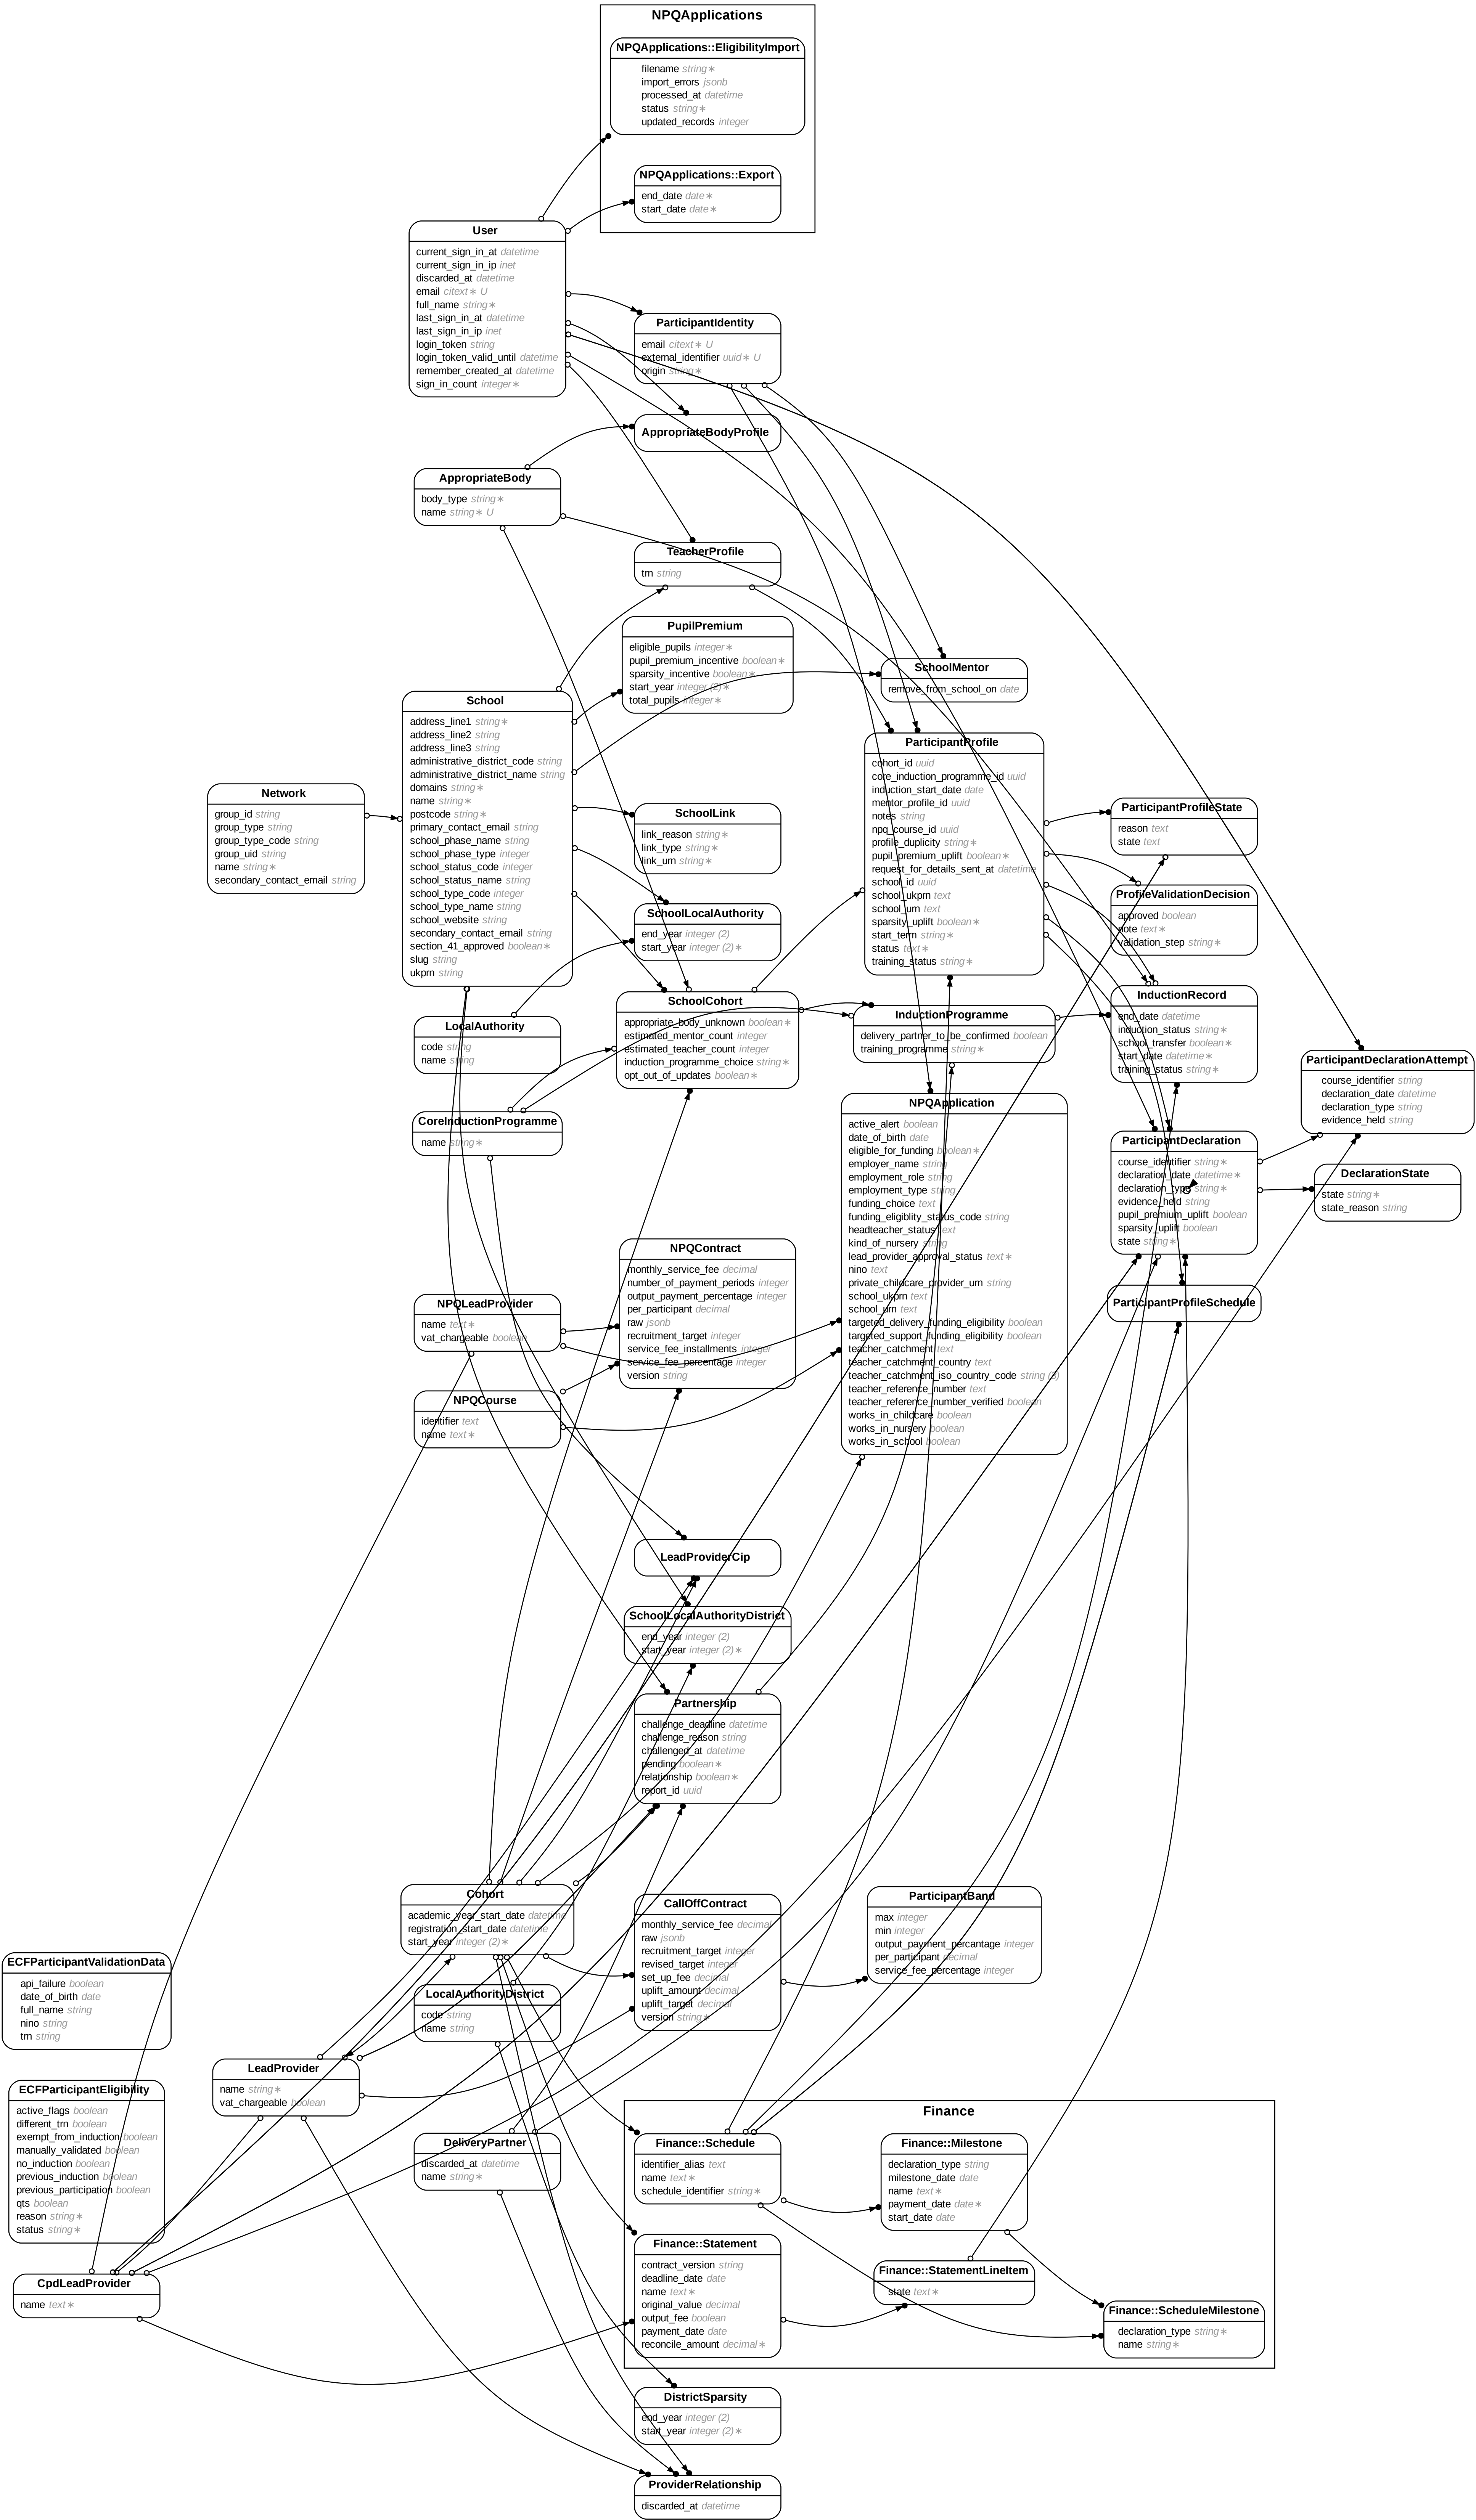 NPQApplications
NPQApplications::EligibilityImport
filename string∗
import_errors jsonb
processed_at datetime
status string∗
updated_records integer
NPQApplications::Export
end_date date∗
start_date date∗
User
current_sign_in_at datetime
current_sign_in_ip inet
discarded_at datetime
email citext∗ U
full_name string∗
last_sign_in_at datetime
last_sign_in_ip inet
login_token string
login_token_valid_until datetime
remember_created_at datetime
sign_in_count integer∗
ParticipantIdentity
email citext∗ U
external_identifier uuid∗ U
origin string∗
AppropriateBodyProfile
AppropriateBody
body_type string∗
name string∗ U
TeacherProfile
trn string
PupilPremium
eligible_pupils integer∗
pupil_premium_incentive boolean∗
sparsity_incentive boolean∗
start_year integer (2)∗
total_pupils integer∗
SchoolMentor
remove_from_school_on date
School
address_line1 string∗
address_line2 string
address_line3 string
administrative_district_code string
administrative_district_name string
domains string∗
name string∗
postcode string∗
primary_contact_email string
school_phase_name string
school_phase_type integer
school_status_code integer
school_status_name string
school_type_code integer
school_type_name string
school_website string
secondary_contact_email string
section_41_approved boolean∗
slug string
ukprn string
Network
group_id string
group_type string
group_type_code string
group_uid string
name string∗
secondary_contact_email string
SchoolLink
link_reason string∗
link_type string∗
link_urn string∗
SchoolLocalAuthority
end_year integer (2)
start_year integer (2)∗
ParticipantProfile
cohort_id uuid
core_induction_programme_id uuid
induction_start_date date
mentor_profile_id uuid
notes string
npq_course_id uuid
profile_duplicity string∗
pupil_premium_uplift boolean∗
request_for_details_sent_at datetime
school_id uuid
school_ukprn text
school_urn text
sparsity_uplift boolean∗
start_term string∗
status text∗
training_status string∗
ParticipantProfileState
reason text
state text
ProfileValidationDecision
approved boolean
note text∗
validation_step string∗
LocalAuthority
code string
name string
SchoolCohort
appropriate_body_unknown boolean∗
estimated_mentor_count integer
estimated_teacher_count integer
induction_programme_choice string∗
opt_out_of_updates boolean∗
InductionProgramme
delivery_partner_to_be_confirmed boolean
training_programme string∗
InductionRecord
end_date datetime
induction_status string∗
school_transfer boolean∗
start_date datetime∗
training_status string∗
ParticipantDeclarationAttempt
course_identifier string
declaration_date datetime
declaration_type string
evidence_held string
CoreInductionProgramme
name string∗
NPQApplication
active_alert boolean
date_of_birth date
eligible_for_funding boolean∗
employer_name string
employment_role string
employment_type string
funding_choice text
funding_eligiblity_status_code string
headteacher_status text
kind_of_nursery string
lead_provider_approval_status text∗
nino text
private_childcare_provider_urn string
school_ukprn text
school_urn text
targeted_delivery_funding_eligibility boolean
targeted_support_funding_eligibility boolean
teacher_catchment text
teacher_catchment_country text
teacher_catchment_iso_country_code string (3)
teacher_reference_number text
teacher_reference_number_verified boolean
works_in_childcare boolean
works_in_nursery boolean
works_in_school boolean
ParticipantDeclaration
course_identifier string∗
declaration_date datetime∗
declaration_type string∗
evidence_held string
pupil_premium_uplift boolean
sparsity_uplift boolean
state string∗
DeclarationState
state string∗
state_reason string
ParticipantProfileSchedule
NPQContract
monthly_service_fee decimal
number_of_payment_periods integer
output_payment_percentage integer
per_participant decimal
raw jsonb
recruitment_target integer
service_fee_installments integer
service_fee_percentage integer
version string
NPQLeadProvider
name text∗
vat_chargeable boolean
NPQCourse
identifier text
name text∗
LeadProviderCip
SchoolLocalAuthorityDistrict
end_year integer (2)
start_year integer (2)∗
Partnership
challenge_deadline datetime
challenge_reason string
challenged_at datetime
pending boolean∗
relationship boolean∗
report_id uuid
Cohort
academic_year_start_date datetime
registration_start_date datetime
start_year integer (2)∗
CallOffContract
monthly_service_fee decimal
raw jsonb
recruitment_target integer
revised_target integer
set_up_fee decimal
uplift_amount decimal
uplift_target decimal
version string∗
ParticipantBand
max integer
min integer
output_payment_percantage integer
per_participant decimal
service_fee_percentage integer
ECFParticipantValidationData
api_failure boolean
date_of_birth date
full_name string
nino string
trn string
LocalAuthorityDistrict
code string
name string
LeadProvider
name string∗
vat_chargeable boolean
ECFParticipantEligibility
active_flags boolean
different_trn boolean
exempt_from_induction boolean
manually_validated boolean
no_induction boolean
previous_induction boolean
previous_participation boolean
qts boolean
reason string∗
status string∗
DeliveryPartner
discarded_at datetime
name string∗
Finance
Finance::Schedule
identifier_alias text
name text∗
schedule_identifier string∗
Finance::Milestone
declaration_type string
milestone_date date
name text∗
payment_date date∗
start_date date
Finance::Statement
contract_version string
deadline_date date
name text∗
original_value decimal
output_fee boolean
payment_date date
reconcile_amount decimal∗
Finance::StatementLineItem
state text∗
Finance::ScheduleMilestone
declaration_type string∗
name string∗
CpdLeadProvider
name text∗
DistrictSparsity
end_year integer (2)
start_year integer (2)∗
ProviderRelationship
discarded_at datetime